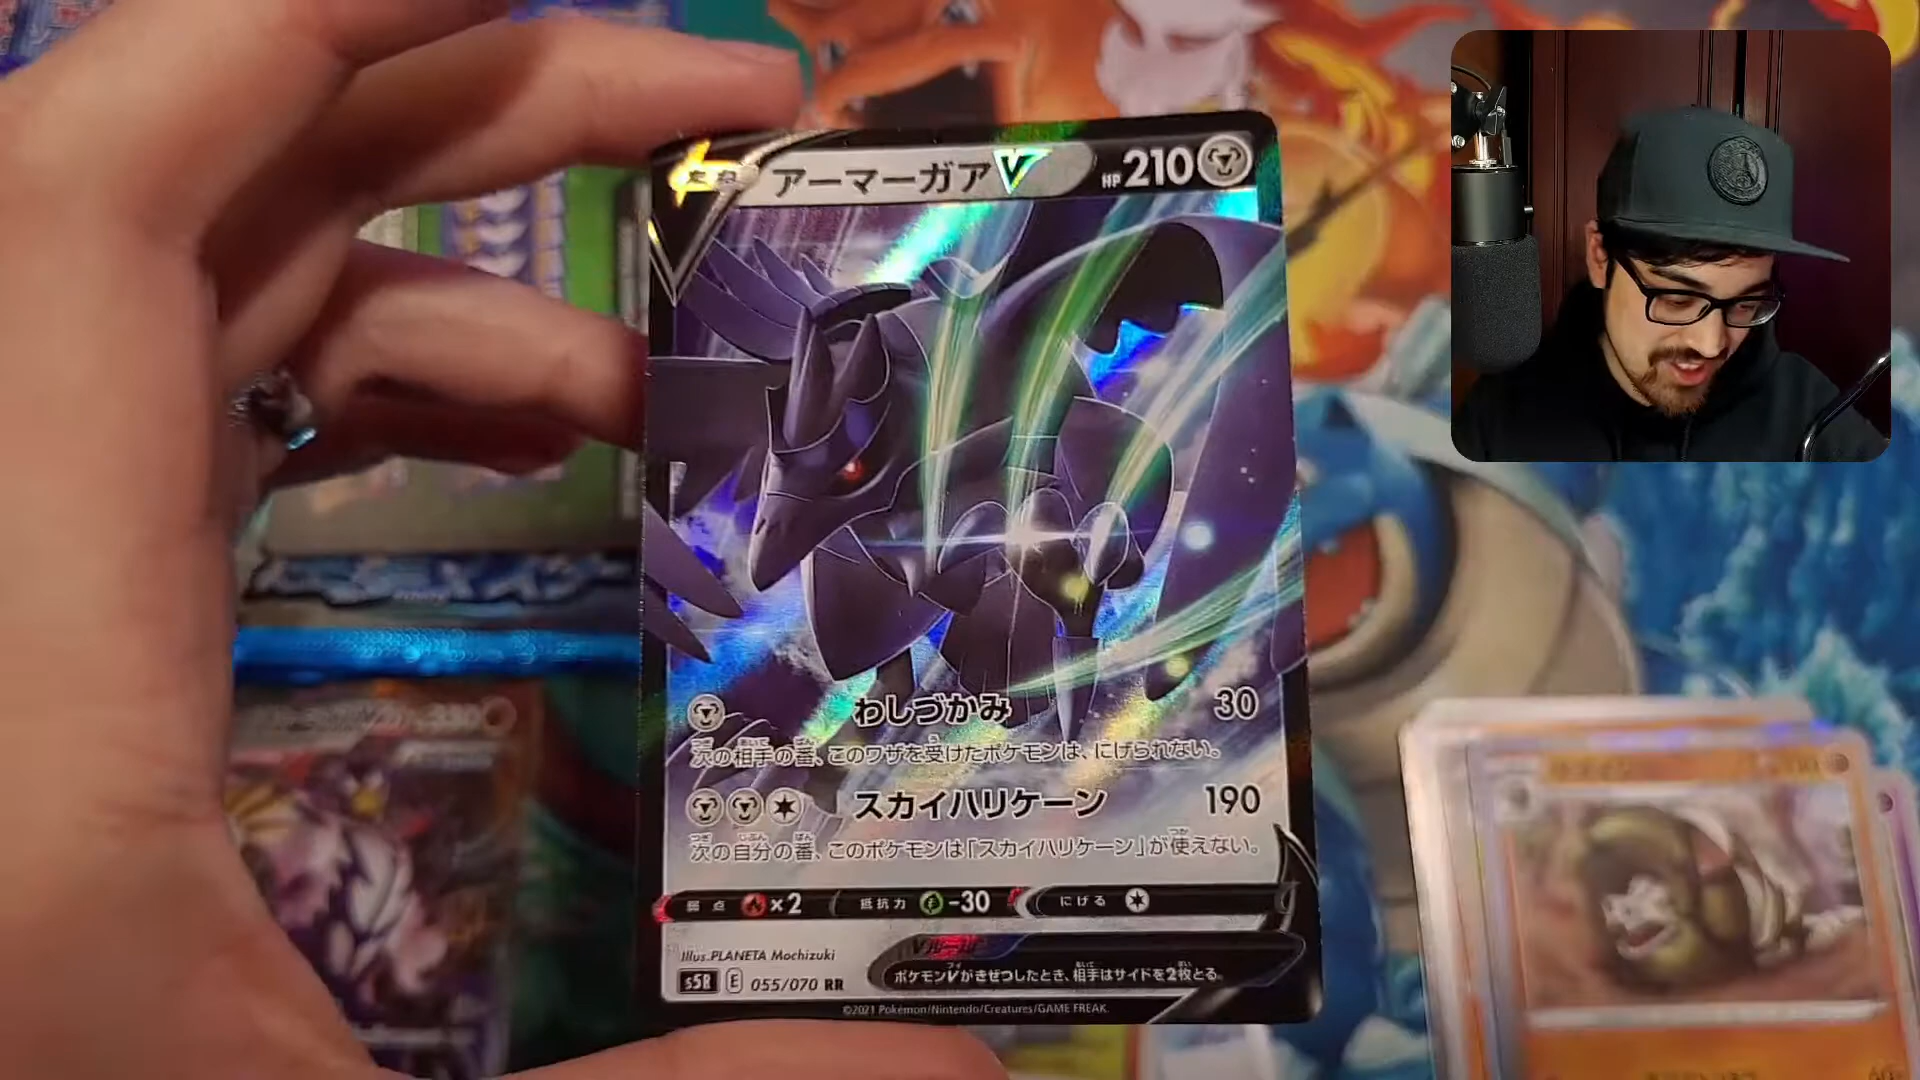 たね アーマーガアV HP 210
わしづかみ 30
次の相手の番、このワザを受けたポケモンは、にげられない。
スカイハリケーン 190
次の自分の番、このポケモンは「スカイハリケーン」が使えない。
弱点 ×2 抵抗力 -30 にげる
Illus. PLANETA Mochizuki
Vルール
ポケモンVがきぜつしたとき、相手はサイドを2枚とる。
s5R E 055/070 RR
©2021 Pokémon/Nintendo/Creatures/GAME FREAK.
330